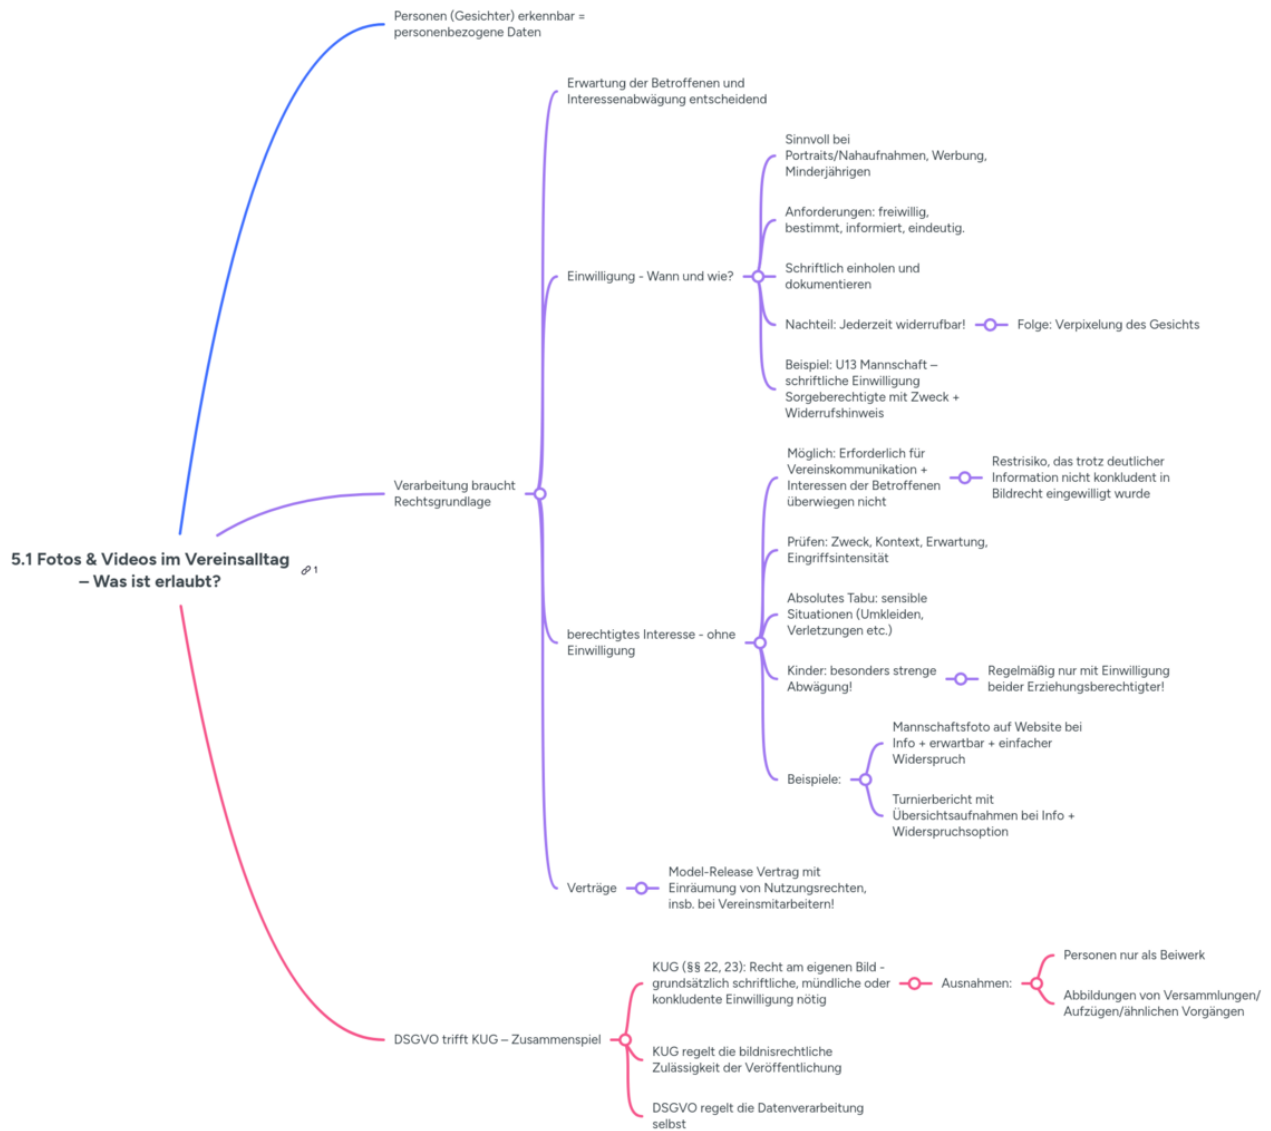 Personen (Gesichter) erkennbar =
personenbezogene Daten
Erwartung der Betroffenen und
Interessenabwägung entscheidend
Sinnvoll bei
Portraits/Nahaufnahmen, Werbung,
Minderjährigen
Anforderungen: freiwillig,
bestimmt, informiert, eindeutig.
Einwilligung - Wann und wie?
Schriftlich einholen und
dokumentieren
Nachteil: Jederzeit widerrufbar!
Folge: Verpixelung des Gesichts
Beispiel: U13 Mannschaft –
schriftliche Einwilligung
Sorgeberechtigte mit Zweck +
Widerrufshinweis
Verarbeitung braucht
Rechtsgrundlage
Möglich: Erforderlich für
Vereinskommunikation +
Interessen der Betroffenen
überwiegen nicht
Restrisiko, das trotz deutlicher
Information nicht konkludent in
Bildrecht eingewilligt wurde
Prüfen: Zweck, Kontext, Erwartung,
Eingriffsintensität
5.1 Fotos & Videos im Vereinsalltag
– Was ist erlaubt?
1
Absolutes Tabu: sensible
Situationen (Umkleiden,
Verletzungen etc.)
berechtigtes Interesse - ohne
Einwilligung
Kinder: besonders strenge
Abwägung!
Regelmäßig nur mit Einwilligung
beider Erziehungsberechtigter!
Beispiele:
Mannschaftsfoto auf Website bei
Info + erwartbar + einfacher
Widerspruch
Turnierbericht mit
Übersichtsaufnahmen bei Info +
Widerspruchsoption
Verträge
Model-Release Vertrag mit
Einräumung von Nutzungsrechten,
insb. bei Vereinsmitarbeitern!
DSGVO trifft KUG – Zusammenspiel
KUG (§§ 22, 23): Recht am eigenen Bild -
grundsätzlich schriftliche, mündliche oder
konkludente Einwilligung nötig
Ausnahmen:
Personen nur als Beiwerk
Abbildungen von Versammlungen/
Aufzügen/ähnlichen Vorgängen
KUG regelt die bildnisrechtliche
Zulässigkeit der Veröffentlichung
DSGVO regelt die Datenverarbeitung
selbst